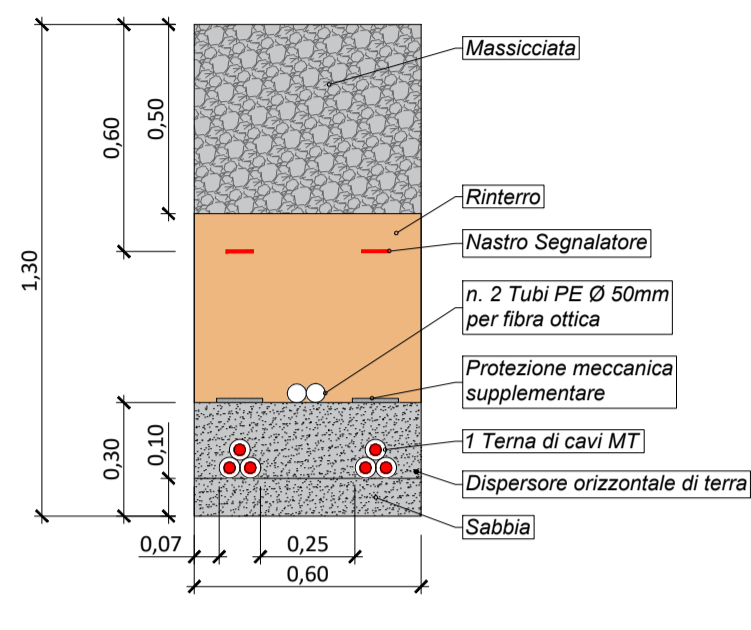 Massicciata
0,50
0,60
Rinterro
Nastro Segnalatore
1,30
n. 2 Tubi PE Ø 50mm
per fibra ottica
Protezione meccanica
supplementare
0,30
0,10
1 Terna di cavi MT
Dispersore orizzontale di terra
Sabbia
0,07
0,25
0,60